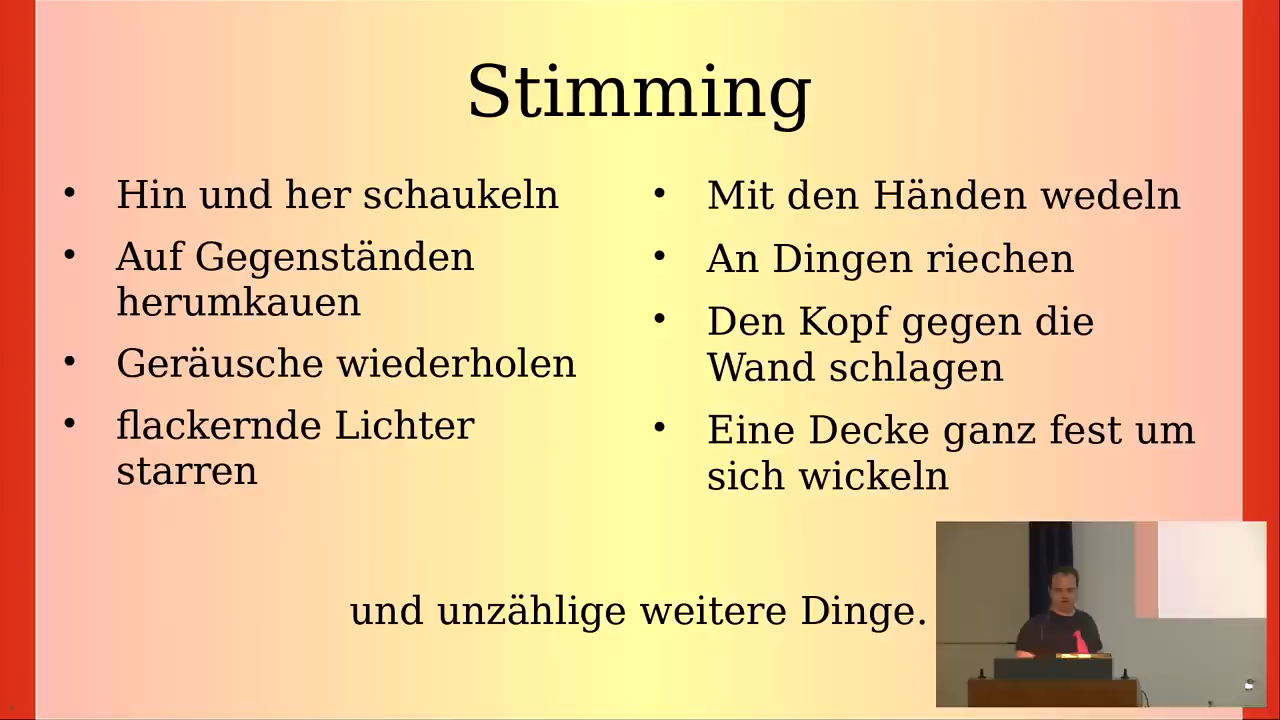 Stimming
• Hin und her schaukeln
• Auf Gegenständen
herumkauen
• Geräusche wiederholen
• flackernde Lichter
starren
• Mit den Händen wedeln
• An Dingen riechen
• Den Kopf gegen die
Wand schlagen
• Eine Decke ganz fest um
sich wickeln
und unzählige weitere Dinge.